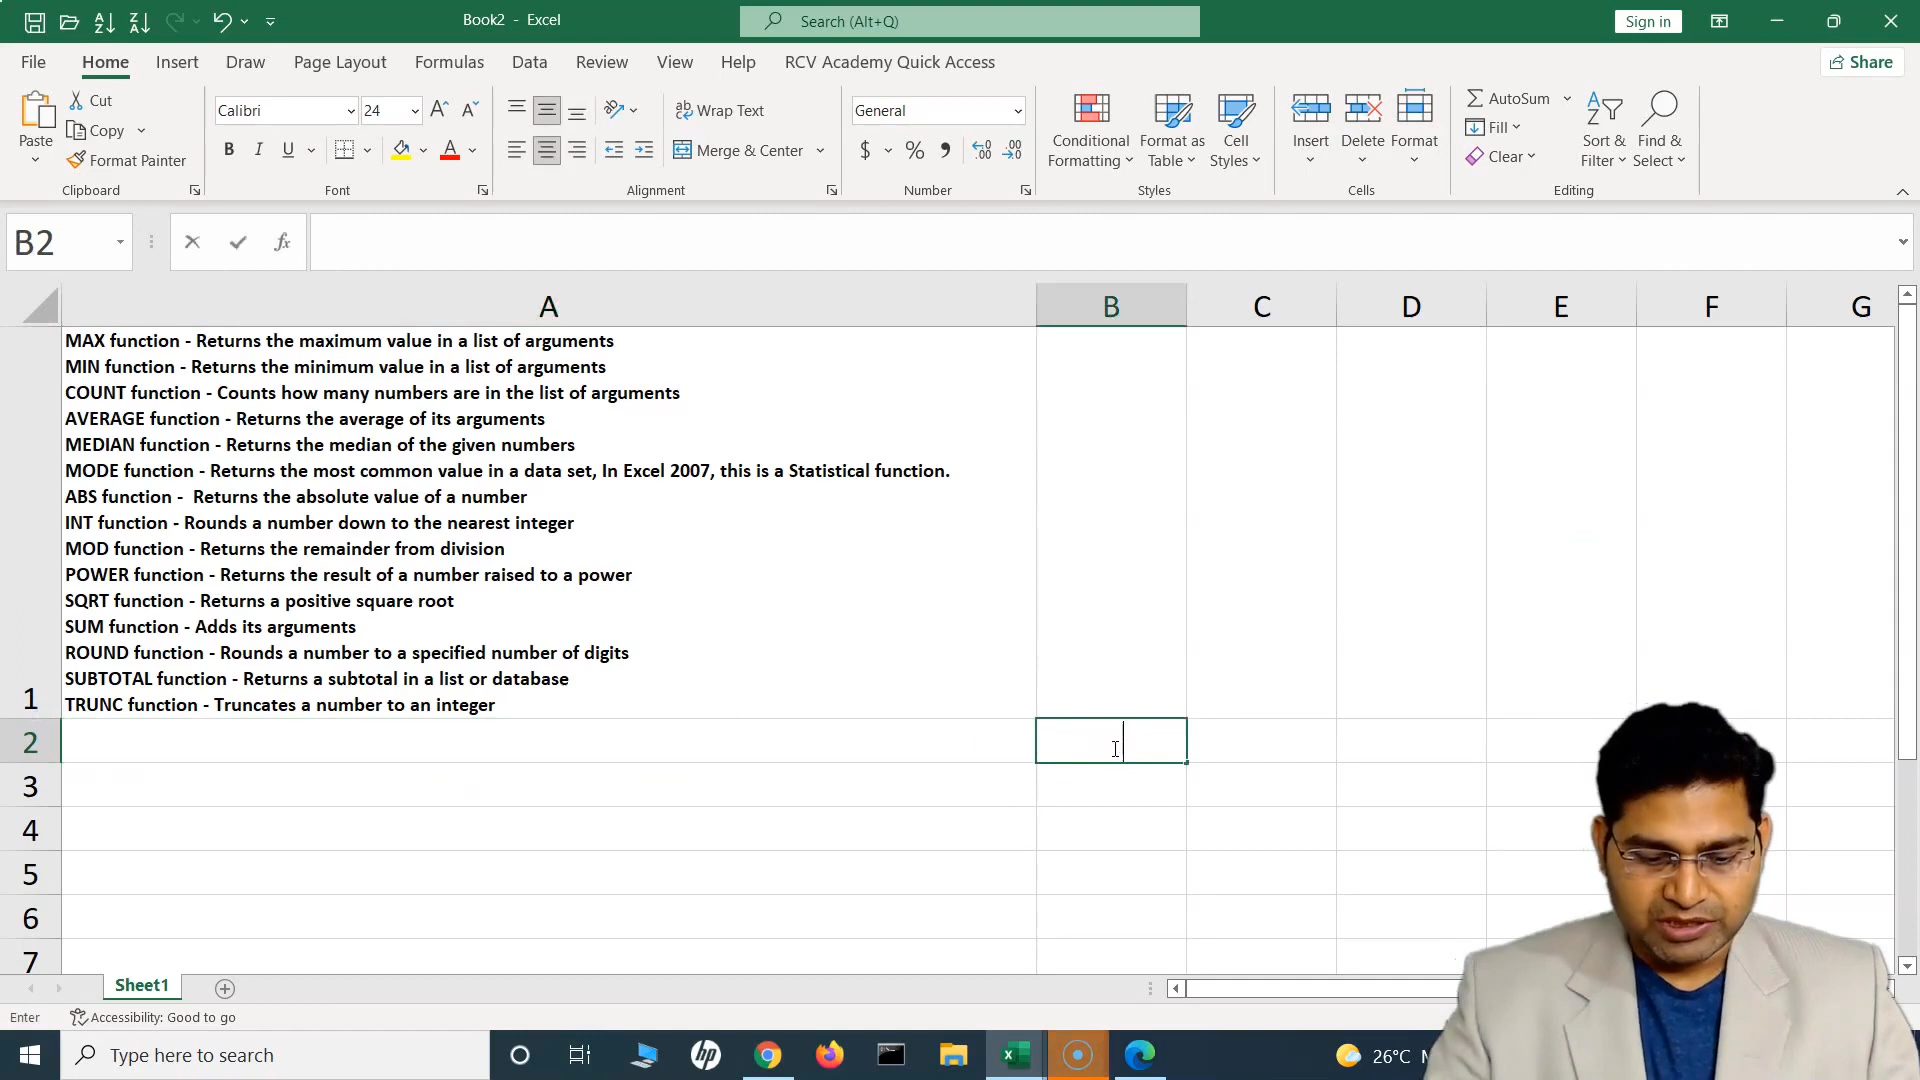 Book2 - Excel
Search (Alt+Q)
Sign in
File Home Insert Draw Page Layout Formulas Data Review View Help RCV Academy Quick Access
Share
Paste
Cut
Copy
Format Painter
Clipboard
Calibri 24
B I U
Font
Wrap Text
Merge & Center
Alignment
General
$ % ,
Number
Conditional Formatting
Format as Table
Cell Styles
Styles
Insert Delete Format
Cells
AutoSum
Fill
Clear
Sort & Filter
Find & Select
Editing
B2
fx
A B C D E F G
MAX function - Returns the maximum value in a list of arguments
MIN function - Returns the minimum value in a list of arguments
COUNT function - Counts how many numbers are in the list of arguments
AVERAGE function - Returns the average of its arguments
MEDIAN function - Returns the median of the given numbers
MODE function - Returns the most common value in a data set, In Excel 2007, this is a Statistical function.
ABS function -  Returns the absolute value of a number
INT function - Rounds a number down to the nearest integer
MOD function - Returns the remainder from division
POWER function - Returns the result of a number raised to a power
SQRT function - Returns a positive square root
SUM function - Adds its arguments
ROUND function - Rounds a number to a specified number of digits
SUBTOTAL function - Returns a subtotal in a list or database
TRUNC function - Truncates a number to an integer
1
2
3
4
5
6
7
Sheet1
Enter
Accessibility: Good to go
Type here to search
hp
26°C